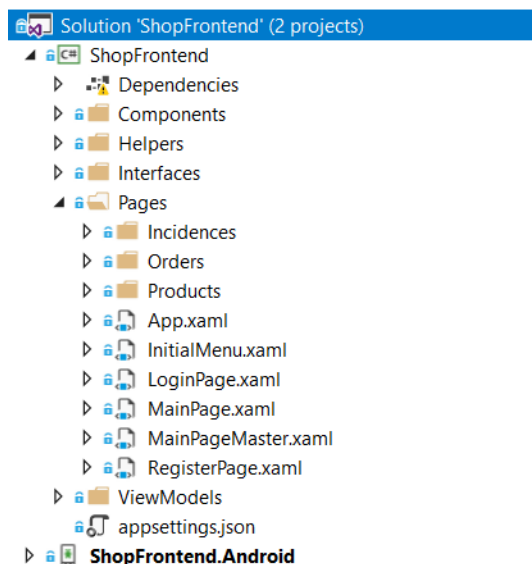 Solution 'ShopFrontend' (2 projects)
C# ShopFrontend
Dependencies
Components
Helpers
Interfaces
Pages
Incidences
Orders
Products
App.xaml
InitialMenu.xaml
LoginPage.xaml
MainPage.xaml
MainPageMaster.xaml
RegisterPage.xaml
ViewModels
appsettings.json
ShopFrontend.Android